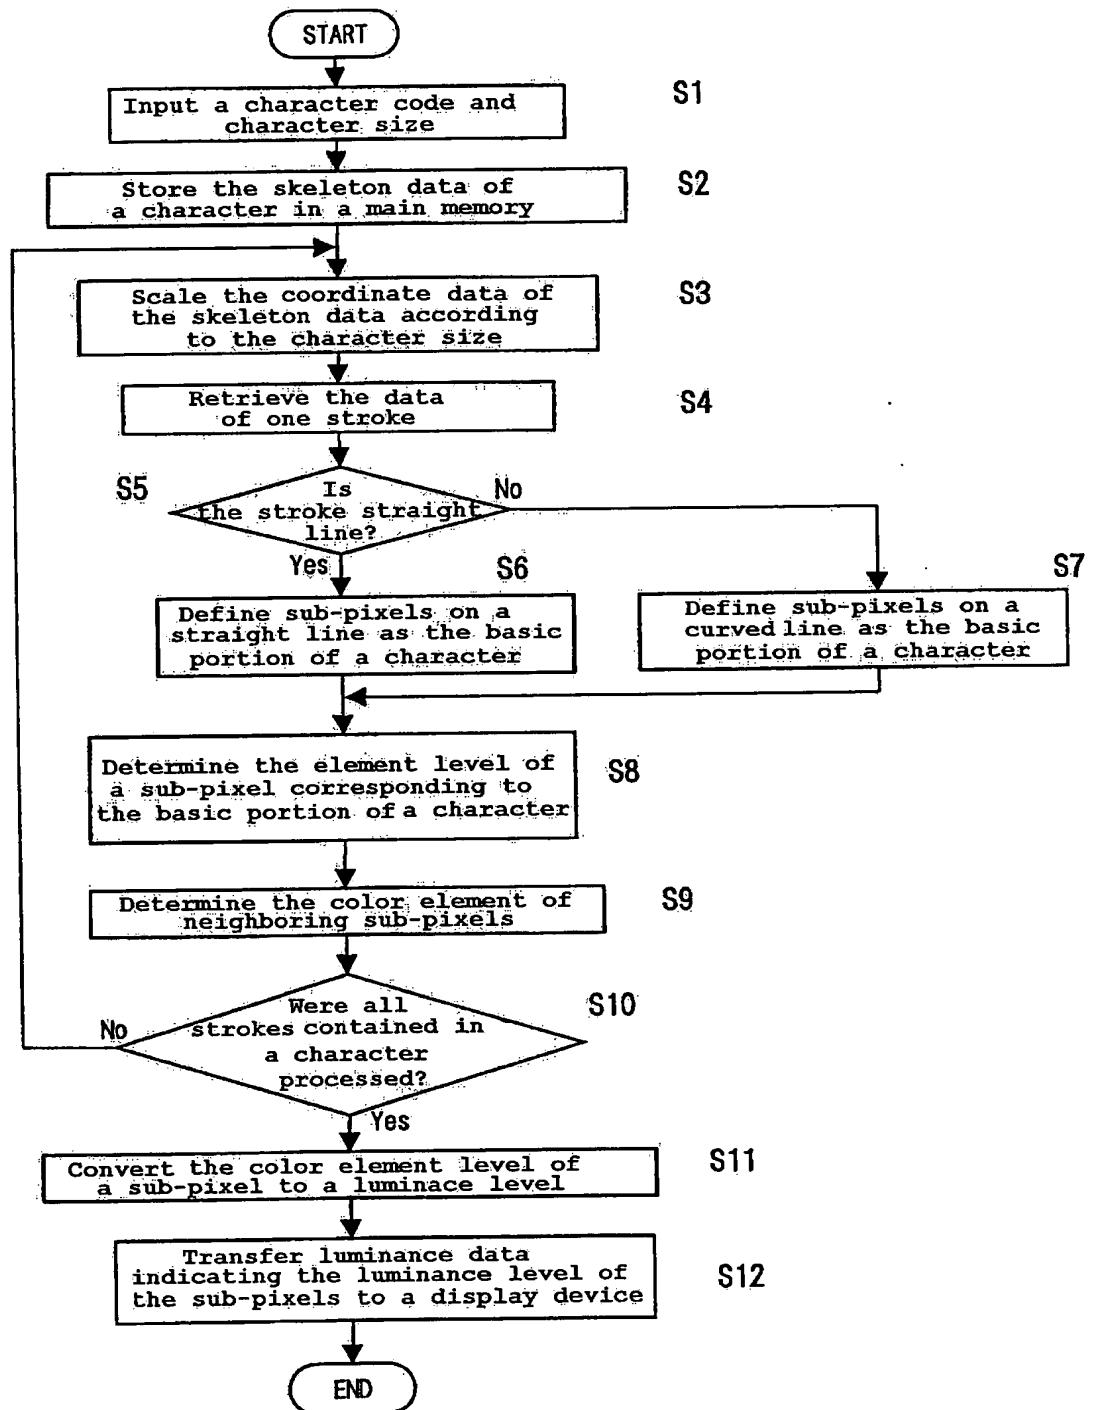 START
S1
Input a character code and
character size
S2
Store the skeleton data of
a character in a main memory
S3
Scale the coordinate data of
the skeleton data according
to the character size
S4
Retrieve the data
of one stroke
S5
Is
the stroke straight
line?
No
Yes
S6
Define sub-pixels on a
straight line as the basic
portion of a character
S7
Define sub-pixels on a
curved line as the basic
portion of a character
S8
Determine the element level of
a sub-pixel corresponding to
the basic portion of a character
S9
Determine the color element of
neighboring sub-pixels
S10
Were all
strokes contained in
a character
processed?
No
Yes
S11
Convert the color element level of
a sub-pixel to a luminace level
S12
Transfer luminance data
indicating the luminance level of
the sub-pixels to a display device
END